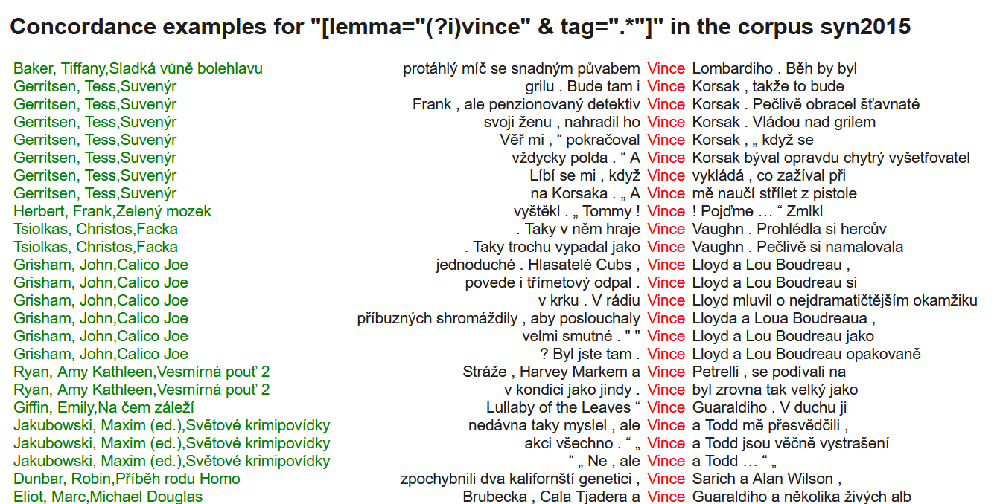 Concordance examples for "[lemma="(?i)vince" & tag=".*"]" in the corpus syn2015
Baker, Tiffany,Sladká vůně bolehlavu protáhlý míč se snadným půvabem Vince Lombardiho . Běh by byl
Gerritsen, Tess,Suvenýr grilu . Bude tam i Vince Korsak , takže to bude
Gerritsen, Tess,Suvenýr Frank , ale penzionovaný detektiv Vince Korsak . Pečlivě obracel šťavnaté
Gerritsen, Tess,Suvenýr svoji ženu , nahradil ho Vince Korsak . Vládou nad grilem
Gerritsen, Tess,Suvenýr Věř mi , “ pokračoval Vince Korsak , „ když se
Gerritsen, Tess,Suvenýr vždycky polda . “ A Vince Korsak býval opravdu chytrý vyšetřovatel
Gerritsen, Tess,Suvenýr Líbí se mi , když Vince vykládá , co zažíval při
Gerritsen, Tess,Suvenýr na Korsaka . „ A Vince mě naučí střílet z pistole
Herbert, Frank,Zelený mozek vyštěkl . „ Tommy ! Vince ! Pojďme … “ Zmlkl
Tsiolkas, Christos,Facka . Taky v něm hraje Vince Vaughn . Prohlédla si hercův
Tsiolkas, Christos,Facka . Taky trochu vypadal jako Vince Vaughn . Pečlivě si namalovala
Grisham, John,Calico Joe jednoduché . Hlasatelé Cubs , Vince Lloyd a Lou Boudreau ,
Grisham, John,Calico Joe povede i třímetový odpal . Vince Lloyd a Lou Boudreau si
Grisham, John,Calico Joe v krku . V rádiu Vince Lloyd mluvil o nejdramatičtějším okamžiku
Grisham, John,Calico Joe příbuzných shromáždily , aby poslouchaly Vince Lloyda a Loua Boudreaua ,
Grisham, John,Calico Joe velmi smutné . " " Vince Lloyd a Lou Boudreau jako
Grisham, John,Calico Joe ? Byl jste tam . Vince Lloyd a Lou Boudreau opakovaně
Ryan, Amy Kathleen,Vesmírná pouť 2 Stráže , Harvey Markem a Vince Petrelli , se podívali na
Ryan, Amy Kathleen,Vesmírná pouť 2 v kondici jako jindy . Vince byl zrovna tak velký jako
Giffin, Emily,Na čem záleží Lullaby of the Leaves “ Vince Guaraldiho . V duchu ji
Jakubowski, Maxim (ed.),Světové krimipovídky nedávna taky myslel , ale Vince a Todd mě přesvědčili ,
Jakubowski, Maxim (ed.),Světové krimipovídky akci všechno . “ „ Vince a Todd jsou věčně vystrašení
Jakubowski, Maxim (ed.),Světové krimipovídky “ „ Ne , ale Vince a Todd … “ „
Dunbar, Robin,Příběh rodu Homo zpochybnili dva kalifornští genetici , Vince Sarich a Alan Wilson ,
Eliot, Marc,Michael Douglas Brubecka , Cala Tjadera a Vince Guaraldiho a několika živých alb